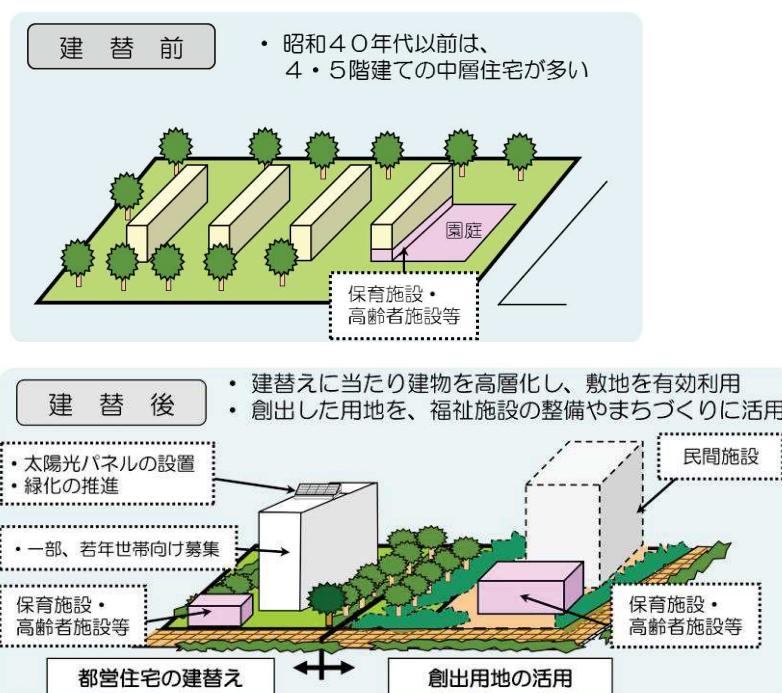 建替前
・昭和４０年代以前は、
４・５階建ての中層住宅が多い
園庭
保育施設・
高齢者施設等
建替後
・建替えに当たり建物を高層化し、敷地を有効利用
・創出した用地を、福祉施設の整備やまちづくりに活用
・太陽光パネルの設置
・緑化の推進
民間施設
・一部、若年世帯向け募集
保育施設・
高齢者施設等
保育施設・
高齢者施設等
都営住宅の建替え
創出用地の活用